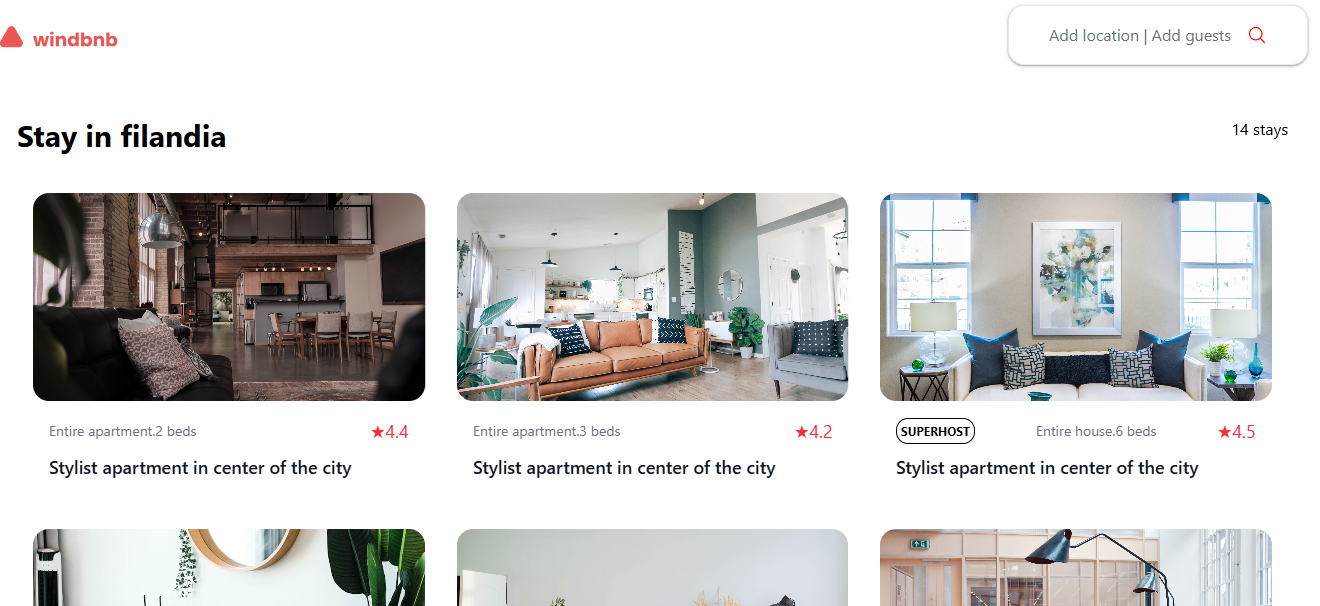 windbnb
Add location | Add guests
Stay in filandia
14 stays
Entire apartment.2 beds
★4.4
Stylist apartment in center of the city
Entire apartment.3 beds
★4.2
Stylist apartment in center of the city
SUPERHOST
Entire house.6 beds
★4.5
Stylist apartment in center of the city